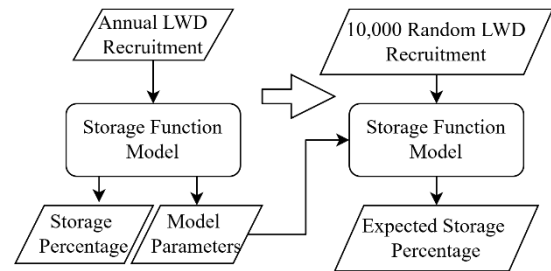 Annual LWD
Recruitment
Storage Function
Model
Storage
Percentage
Model
Parameters
10,000 Random LWD
Recruitment
Storage Function
Model
Expected Storage
Percentage